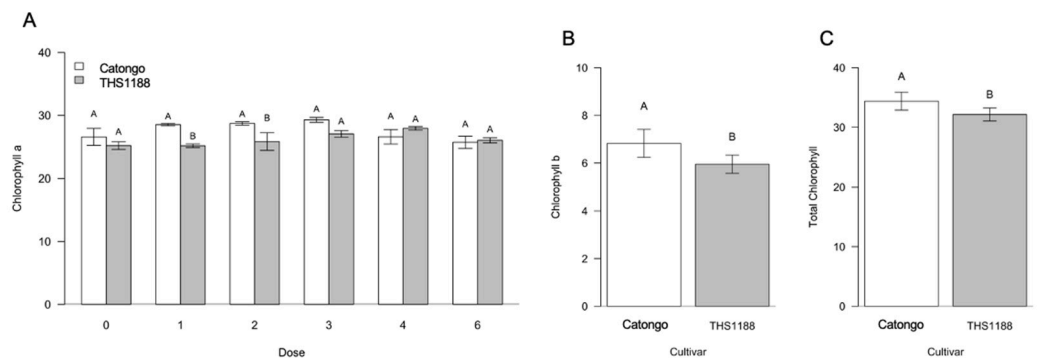 A
Chlorophyll a
40
30
20
10
0
Catongo
THS1188
A A A B A B A A A A A A
0 1 2 3 4 6
Dose
B
Chlorophyll b
10
8
6
4
2
0
A
B
Catongo THS1188
Cultivar
C
Total Chlorophyll
40
30
20
10
0
A
B
Catongo THS1188
Cultivar